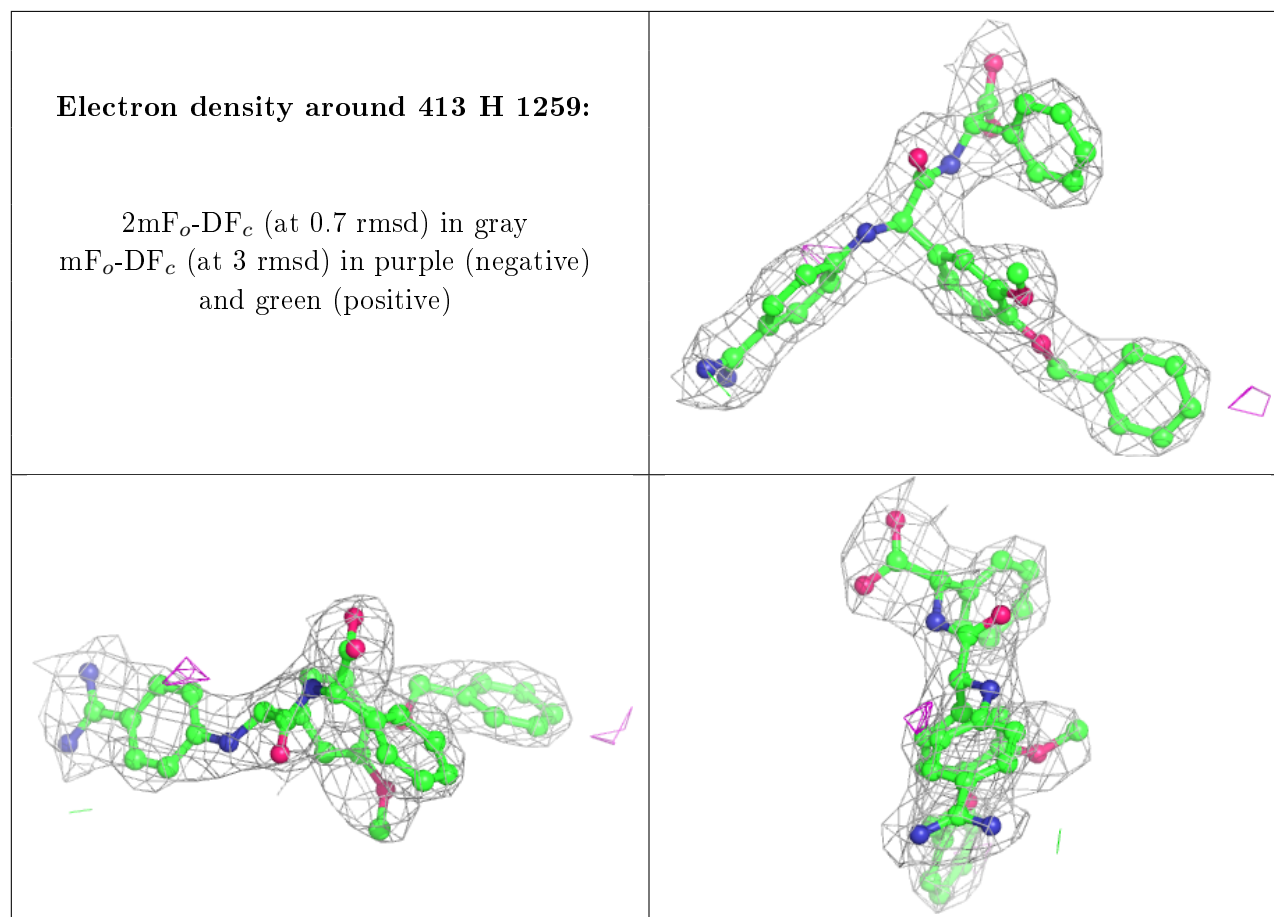 Electron density around 413 H 1259:
2mFo-DFc (at 0.7 rmsd) in gray
mFo-DFc (at 3 rmsd) in purple (negative)
and green (positive)